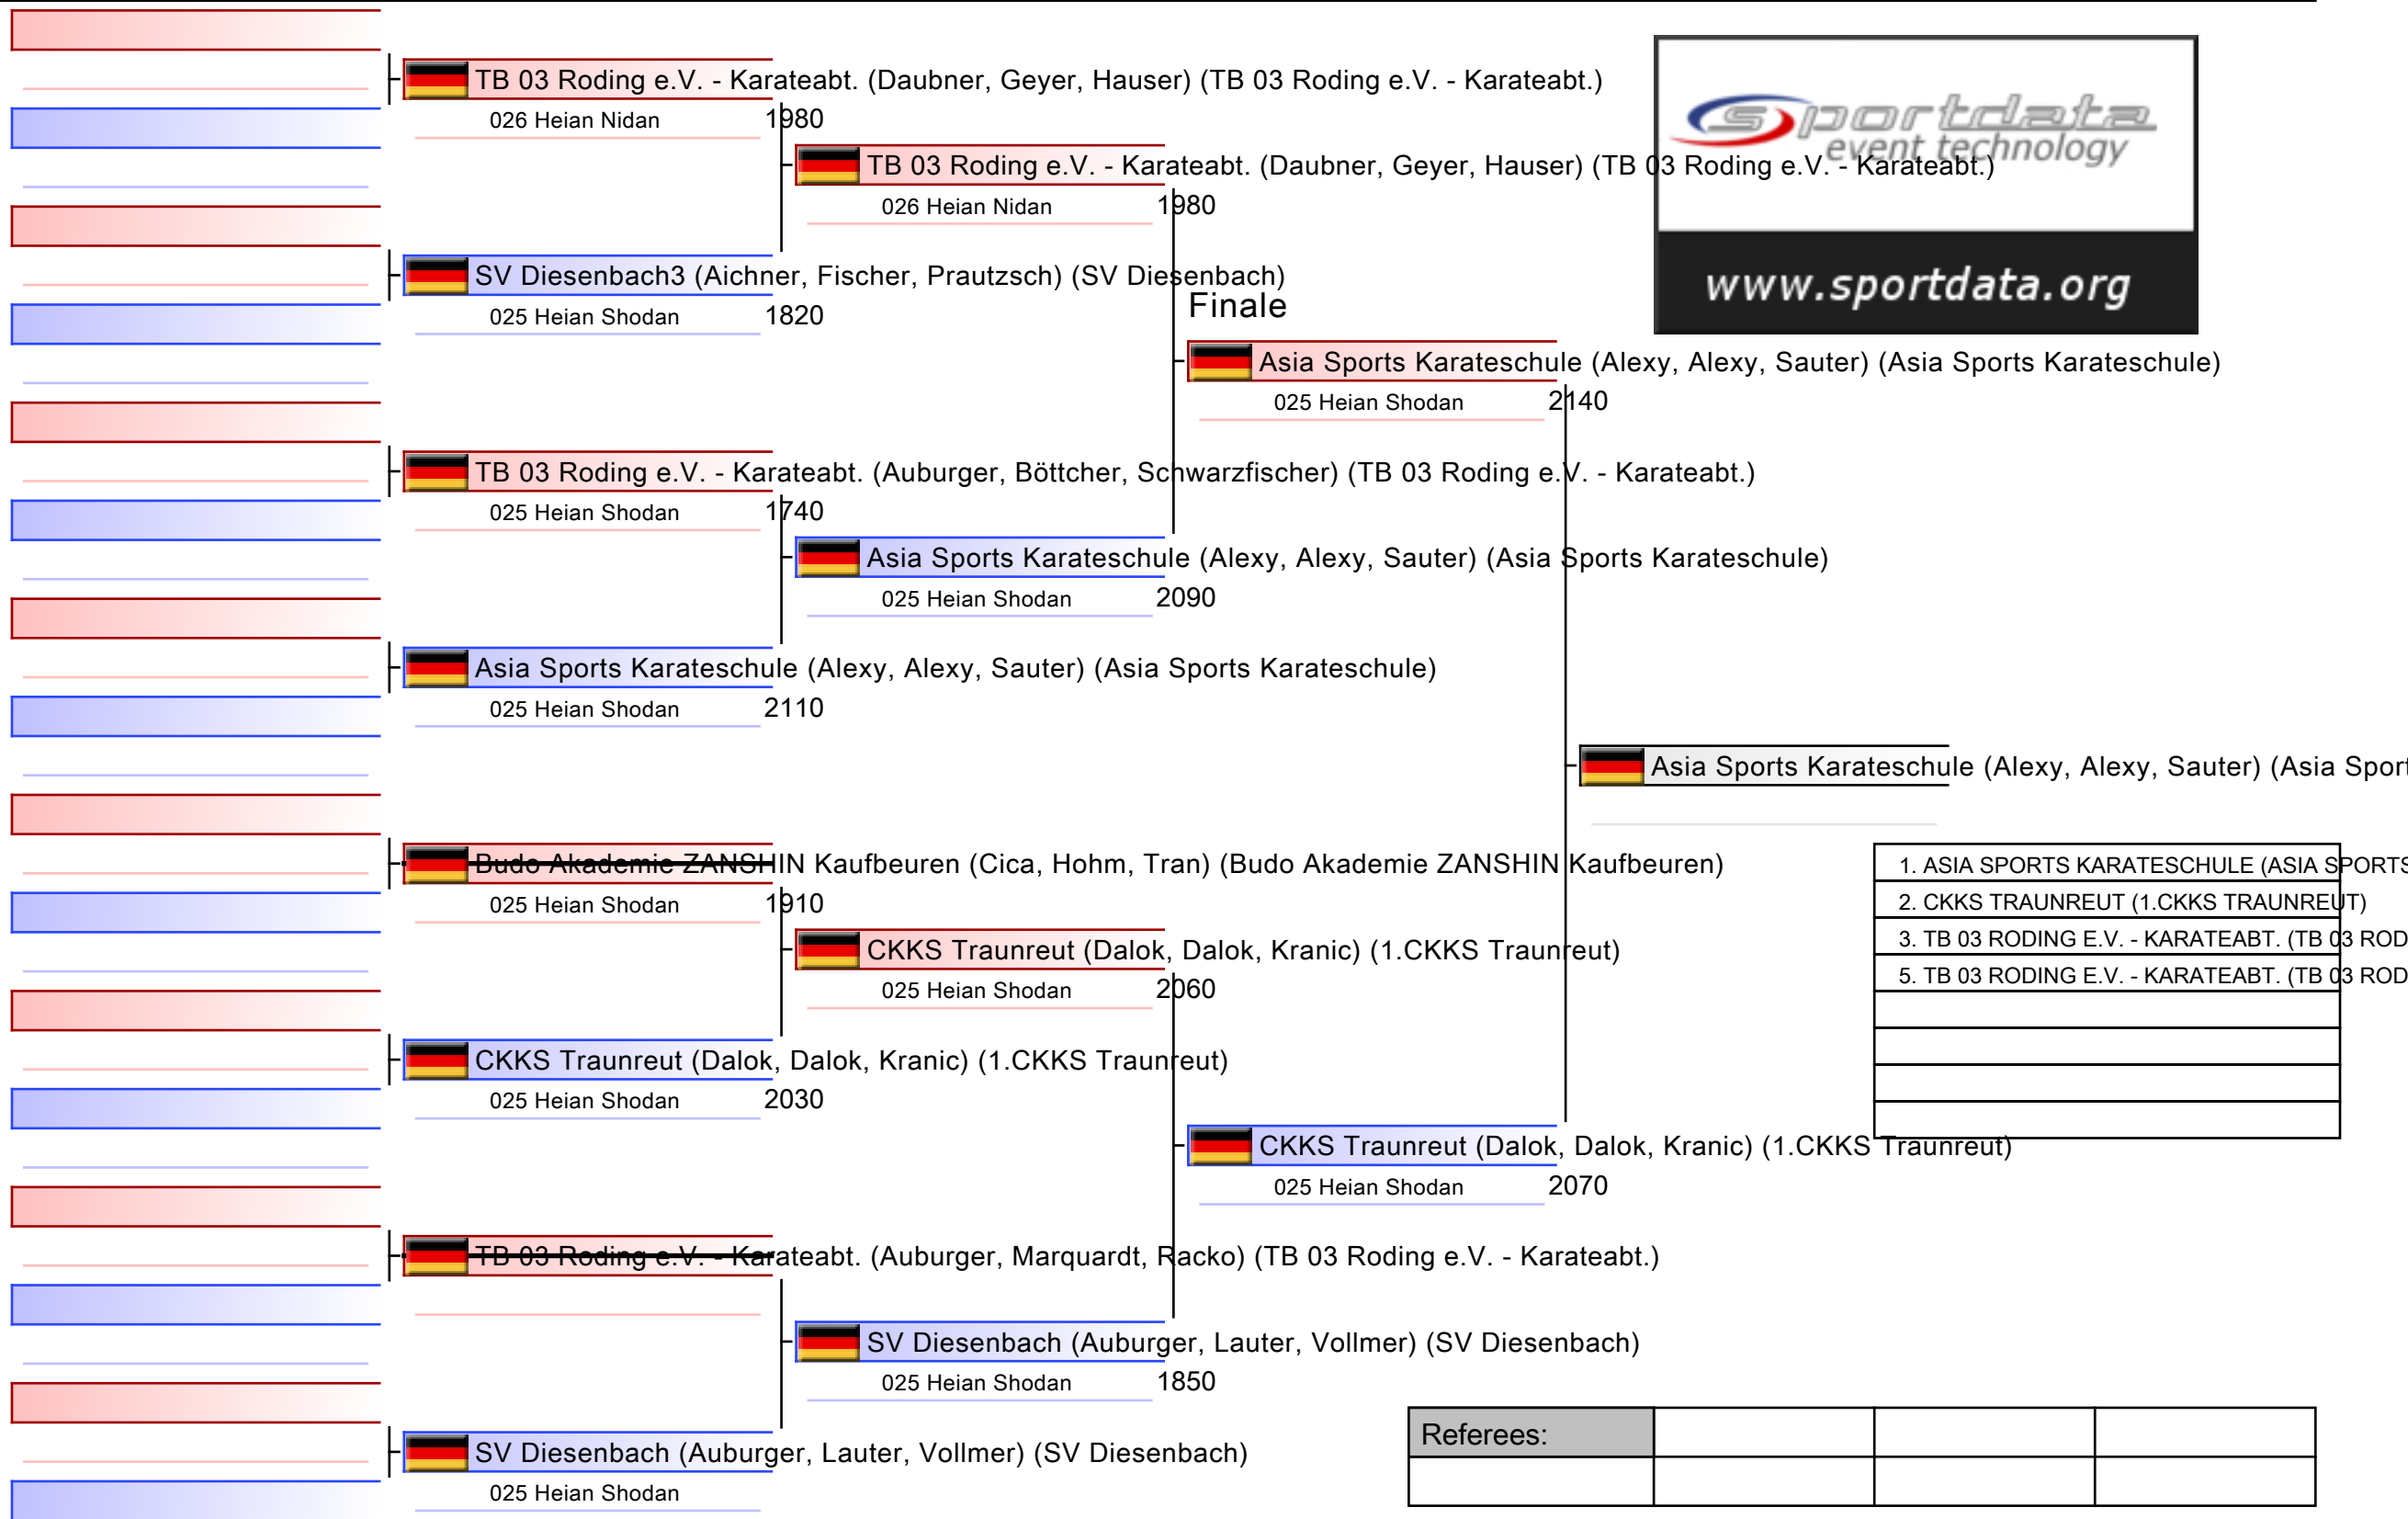 TB 03 Roding e.V. - Karateabt. (Daubner, Geyer, Hauser) (TB 03 Roding e.V. - Karateabt.)
026 Heian Nidan 1980
sportdata
event technology
TB 03 Roding e.V. - Karateabt. (Daubner, Geyer, Hauser) (TB 03 Roding e.V. - Karateabt.)
026 Heian Nidan 1980
SV Diesenbach3 (Aichner, Fischer, Prautzsch) (SV Diesenbach)
025 Heian Shodan 1820
www.sportdata.org
Finale
Asia Sports Karateschule (Alexy, Alexy, Sauter) (Asia Sports Karateschule)
025 Heian Shodan 2140
TB 03 Roding e.V. - Karateabt. (Auburger, Böttcher, Schwarzfischer) (TB 03 Roding e.V. - Karateabt.)
025 Heian Shodan 1740
Asia Sports Karateschule (Alexy, Alexy, Sauter) (Asia Sports Karateschule)
025 Heian Shodan 2090
Asia Sports Karateschule (Alexy, Alexy, Sauter) (Asia Sports Karateschule)
025 Heian Shodan 2110
Asia Sports Karateschule (Alexy, Alexy, Sauter) (Asia Sport
Budo Akademie ZANSHIN Kaufbeuren (Cica, Hohm, Tran) (Budo Akademie ZANSHIN Kaufbeuren)
025 Heian Shodan 1910
1. ASIA SPORTS KARATESCHULE (ASIA SPORTS
2. CKKS TRAUNREUT (1.CKKS TRAUNREUT)
3. TB 03 RODING E.V. - KARATEABT. (TB 03 ROD
5. TB 03 RODING E.V. - KARATEABT. (TB 03 ROD
CKKS Traunreut (Dalok, Dalok, Kranic) (1.CKKS Traunreut)
025 Heian Shodan 2060
CKKS Traunreut (Dalok, Dalok, Kranic) (1.CKKS Traunreut)
025 Heian Shodan 2030
CKKS Traunreut (Dalok, Dalok, Kranic) (1.CKKS Traunreut)
025 Heian Shodan 2070
TB 03 Roding e.V. - Karateabt. (Auburger, Marquardt, Racko) (TB 03 Roding e.V. - Karateabt.)
SV Diesenbach (Auburger, Lauter, Vollmer) (SV Diesenbach)
025 Heian Shodan 1850
SV Diesenbach (Auburger, Lauter, Vollmer) (SV Diesenbach)
025 Heian Shodan
Referees: